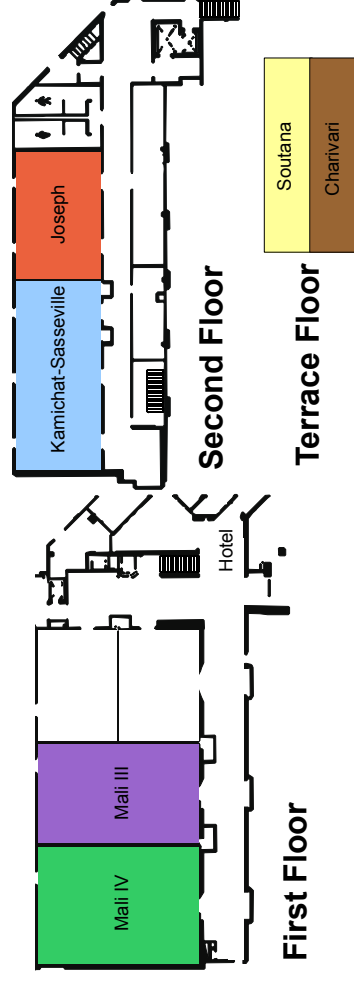 Mali IV
Mali III
First Floor
Hotel
Kamichat-Sasseville
Joseph
Second Floor
Soutana
Charivari
Terrace Floor